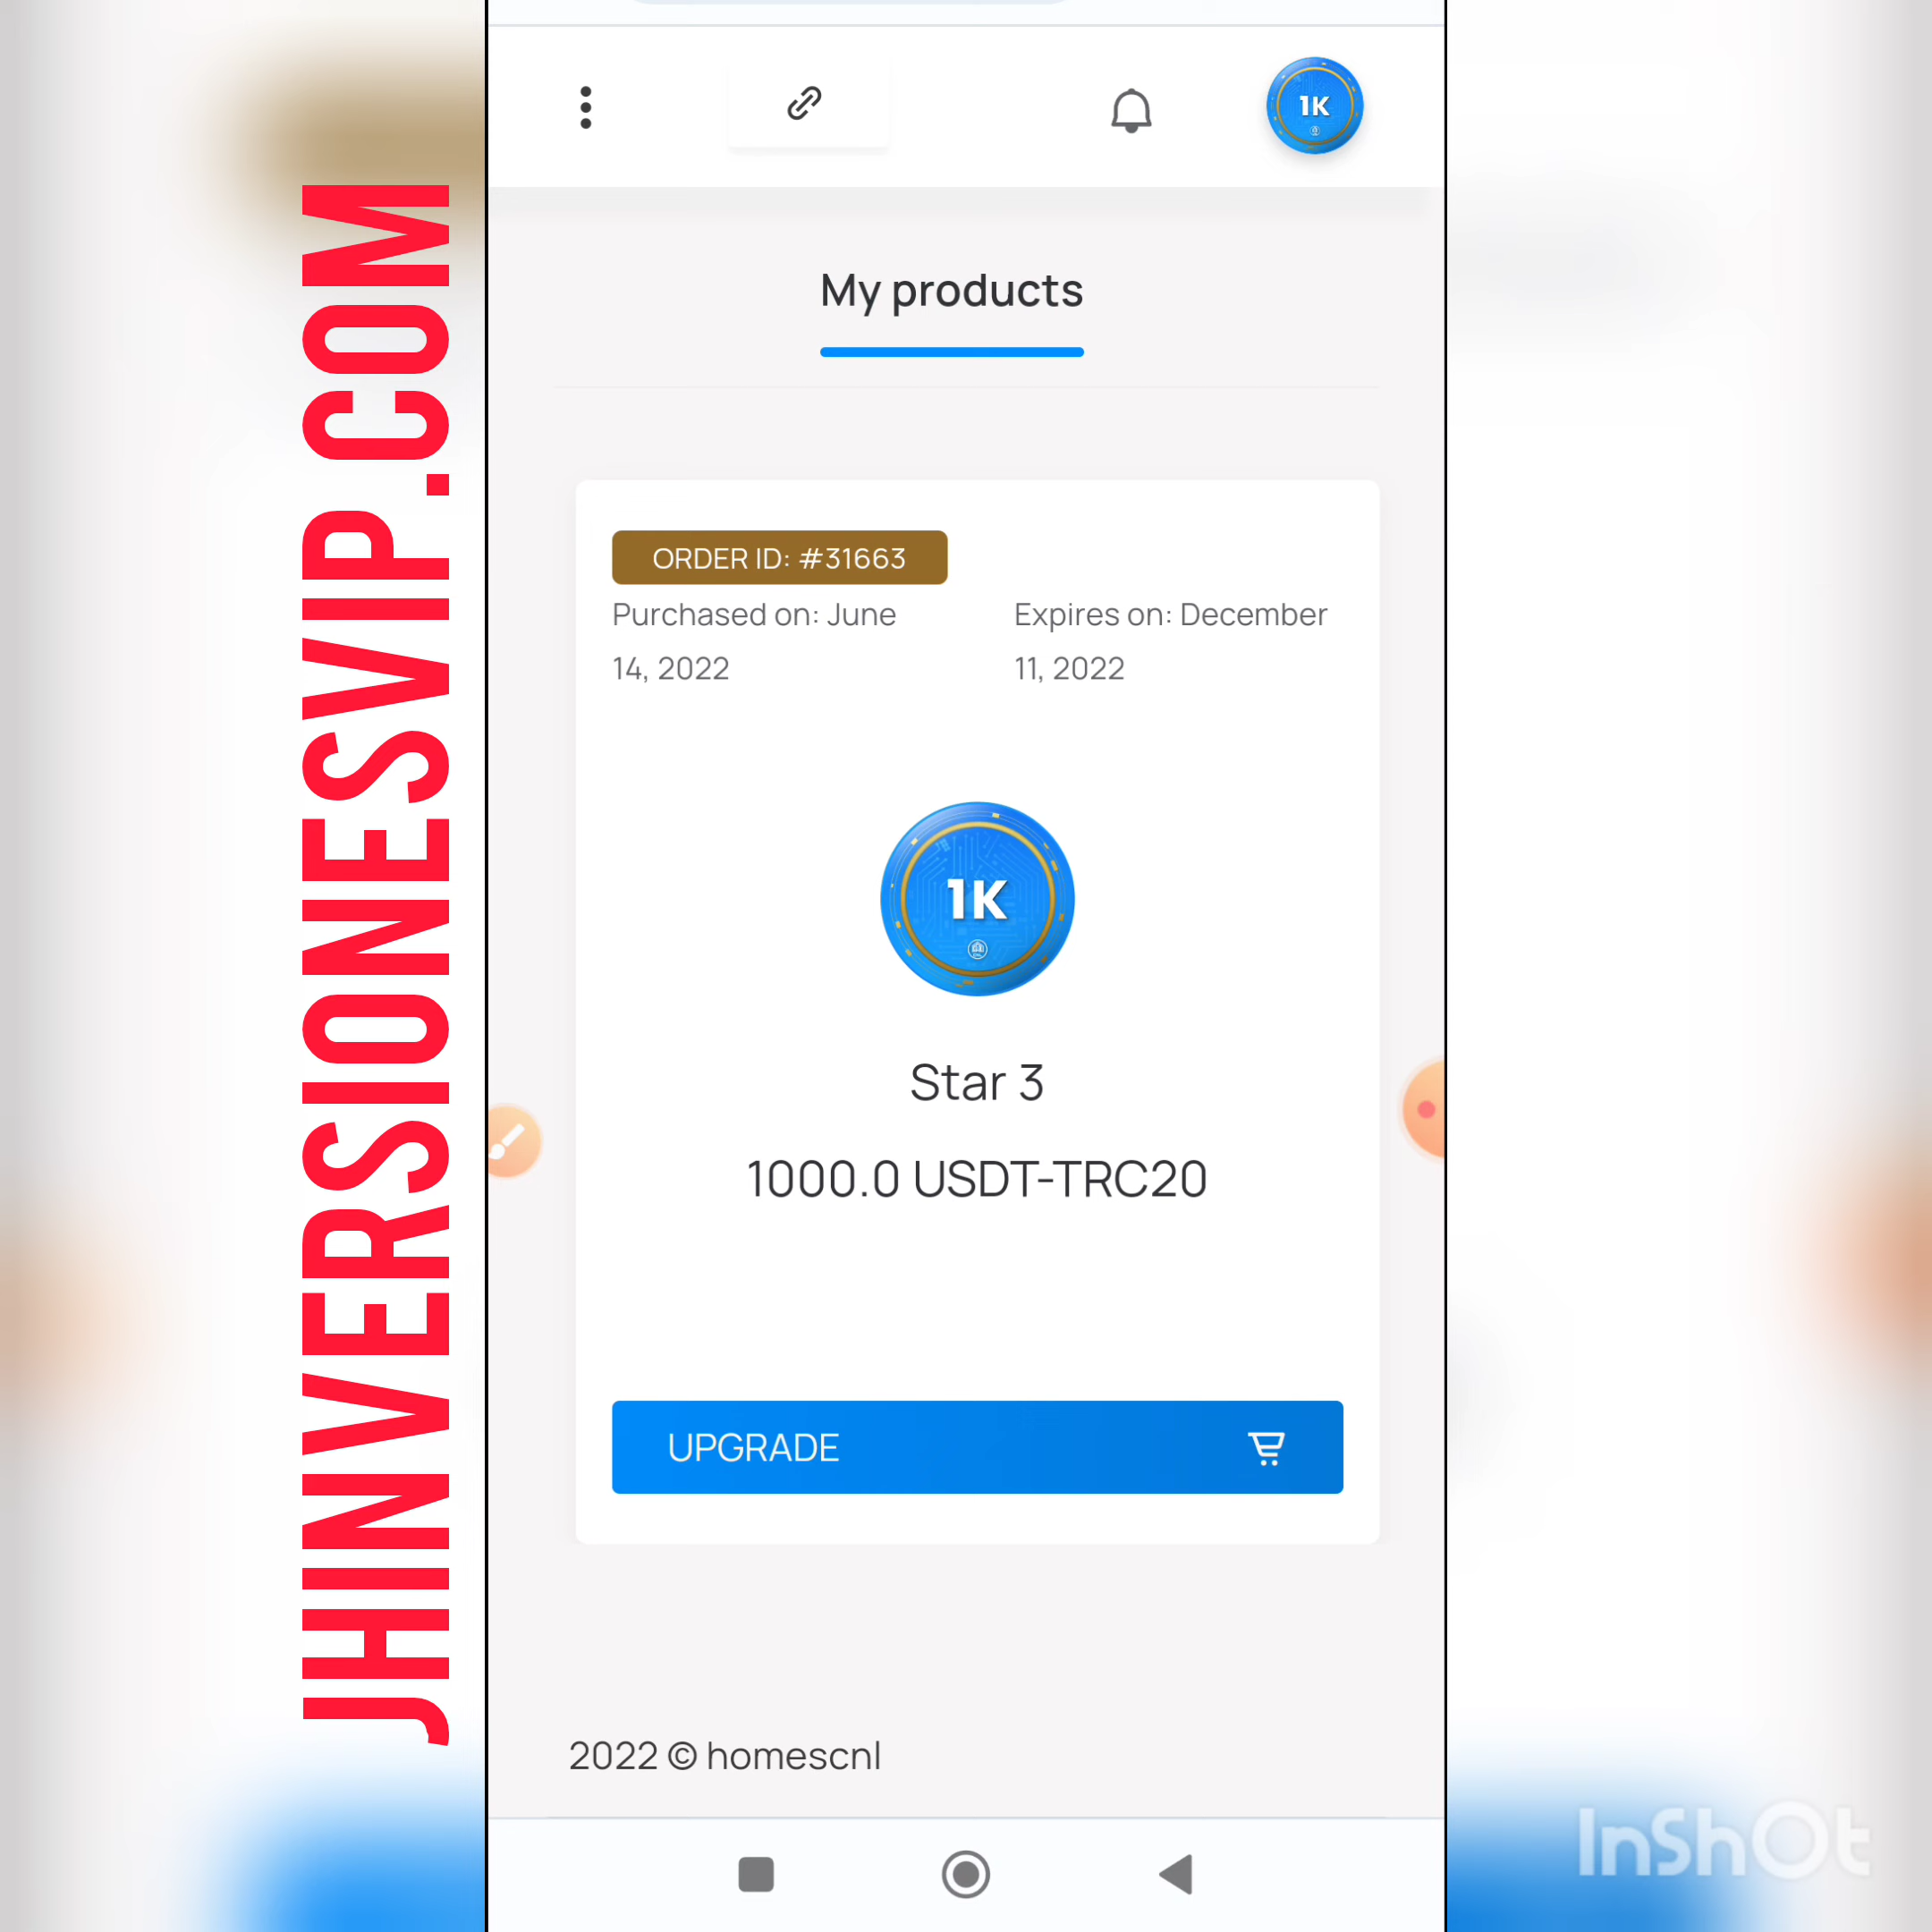 JHINVERSIONESVIP.COM
1K
My products
ORDER ID: #31663
Purchased on: June
14, 2022
Expires on: December
11, 2022
1K
Star 3
1000.0 USDT-TRC20
UPGRADE
2022 © homescnl
InShOt